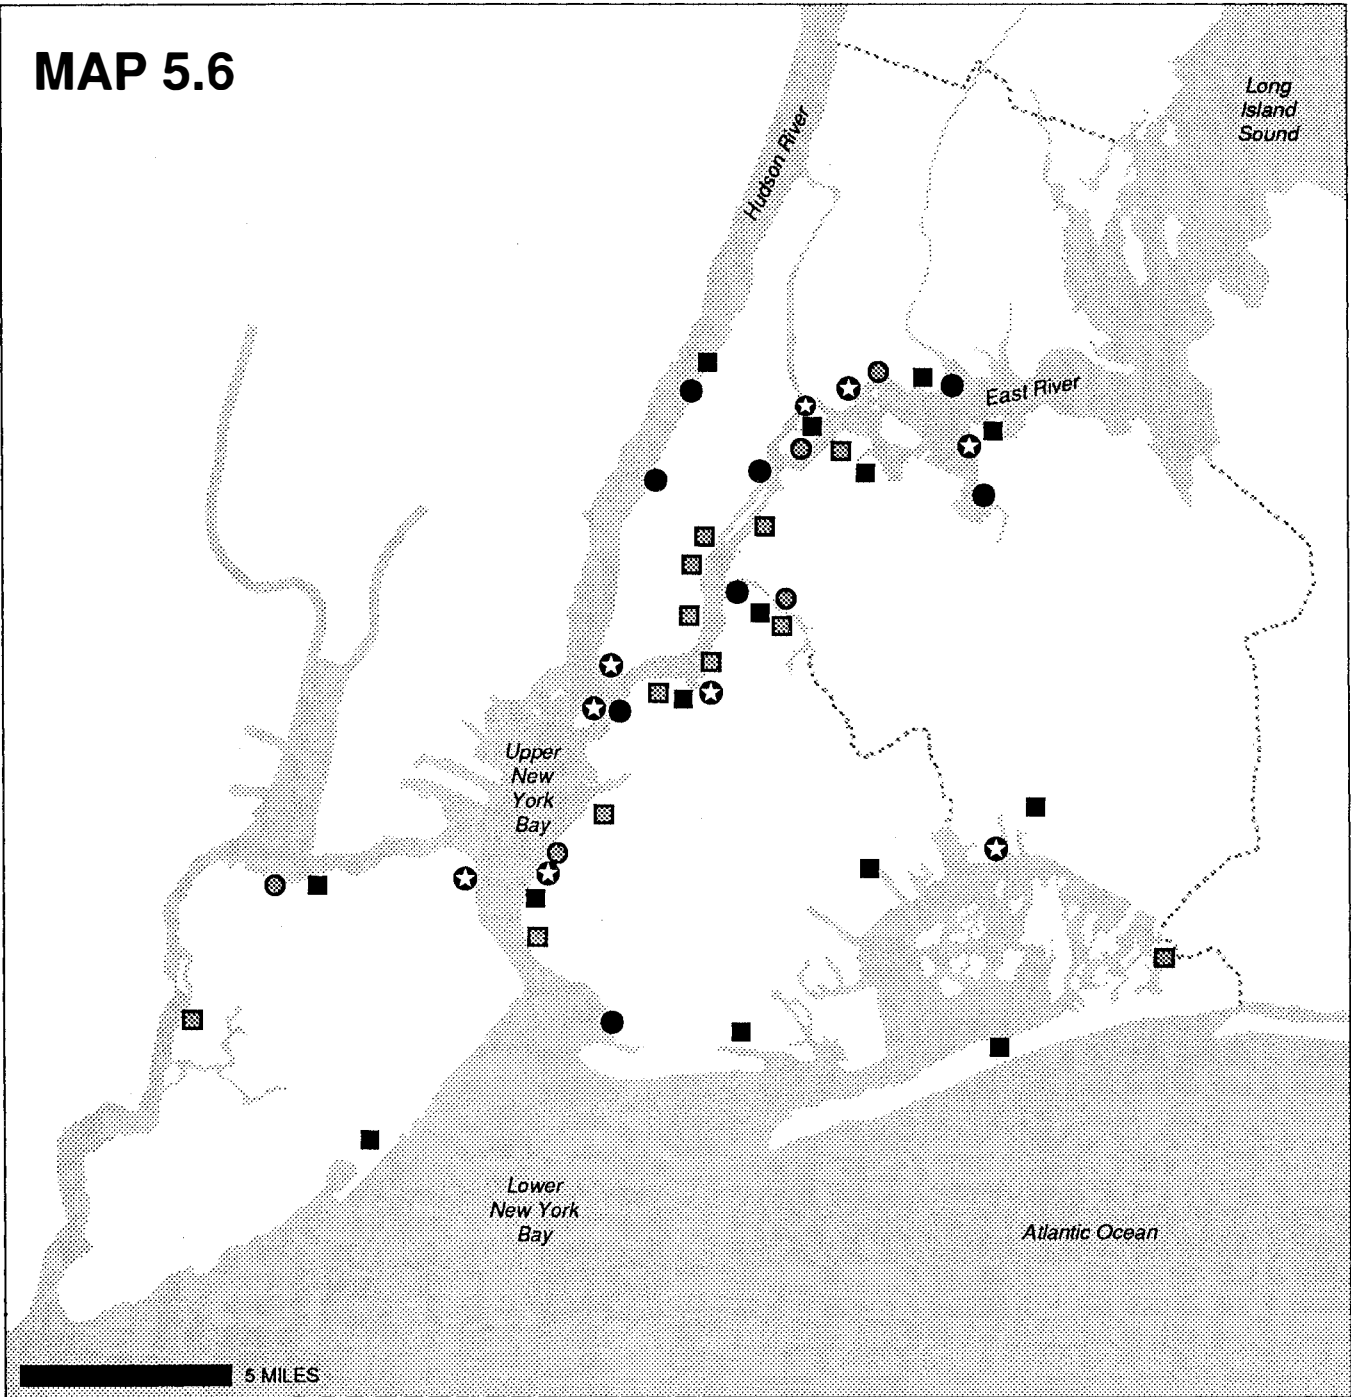 MAP 5.6
Long
Island
Sound
Hudson River
East River
Upper
New
York
Bay
Lower
New York
Bay
Atlantic Ocean
5 MILES